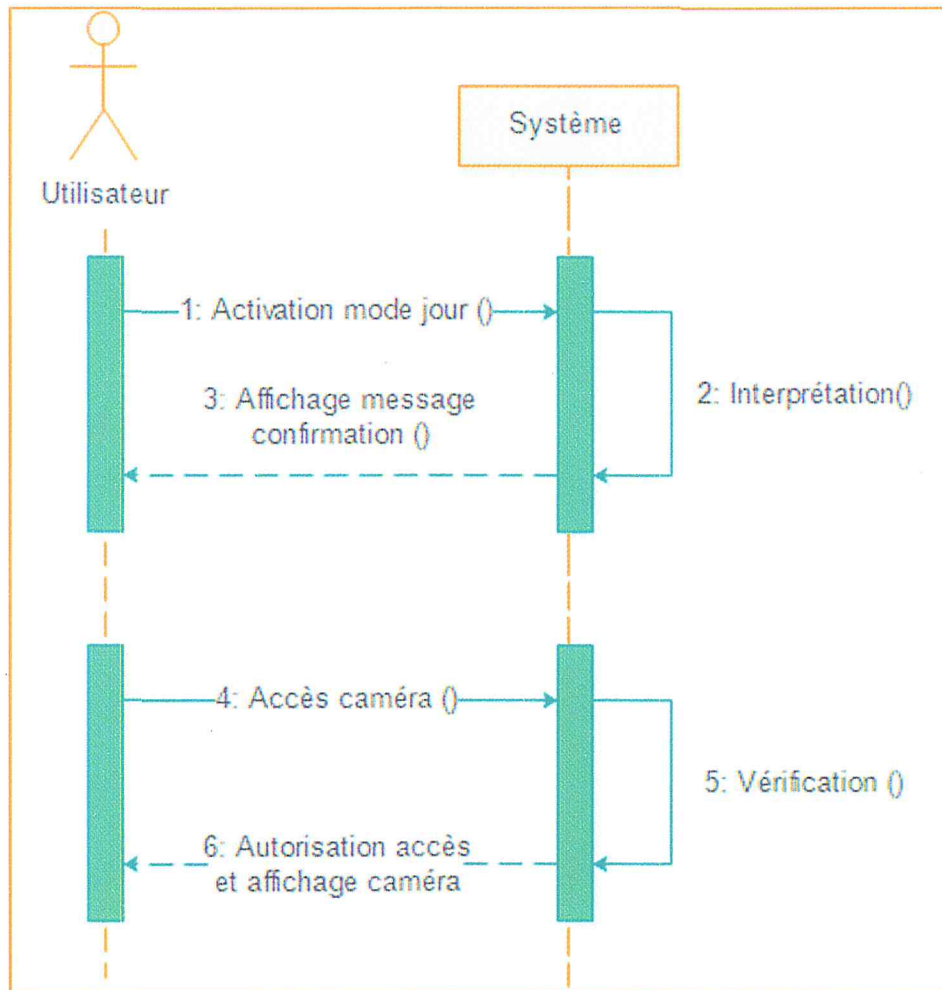 Système
Utilisateur
1: Activation mode jour ()
2: Interprétation()
3: Affichage message
confirmation ()
4: Accès caméra ()
5: Vérification ()
6: Autorisation accès
et affichage caméra